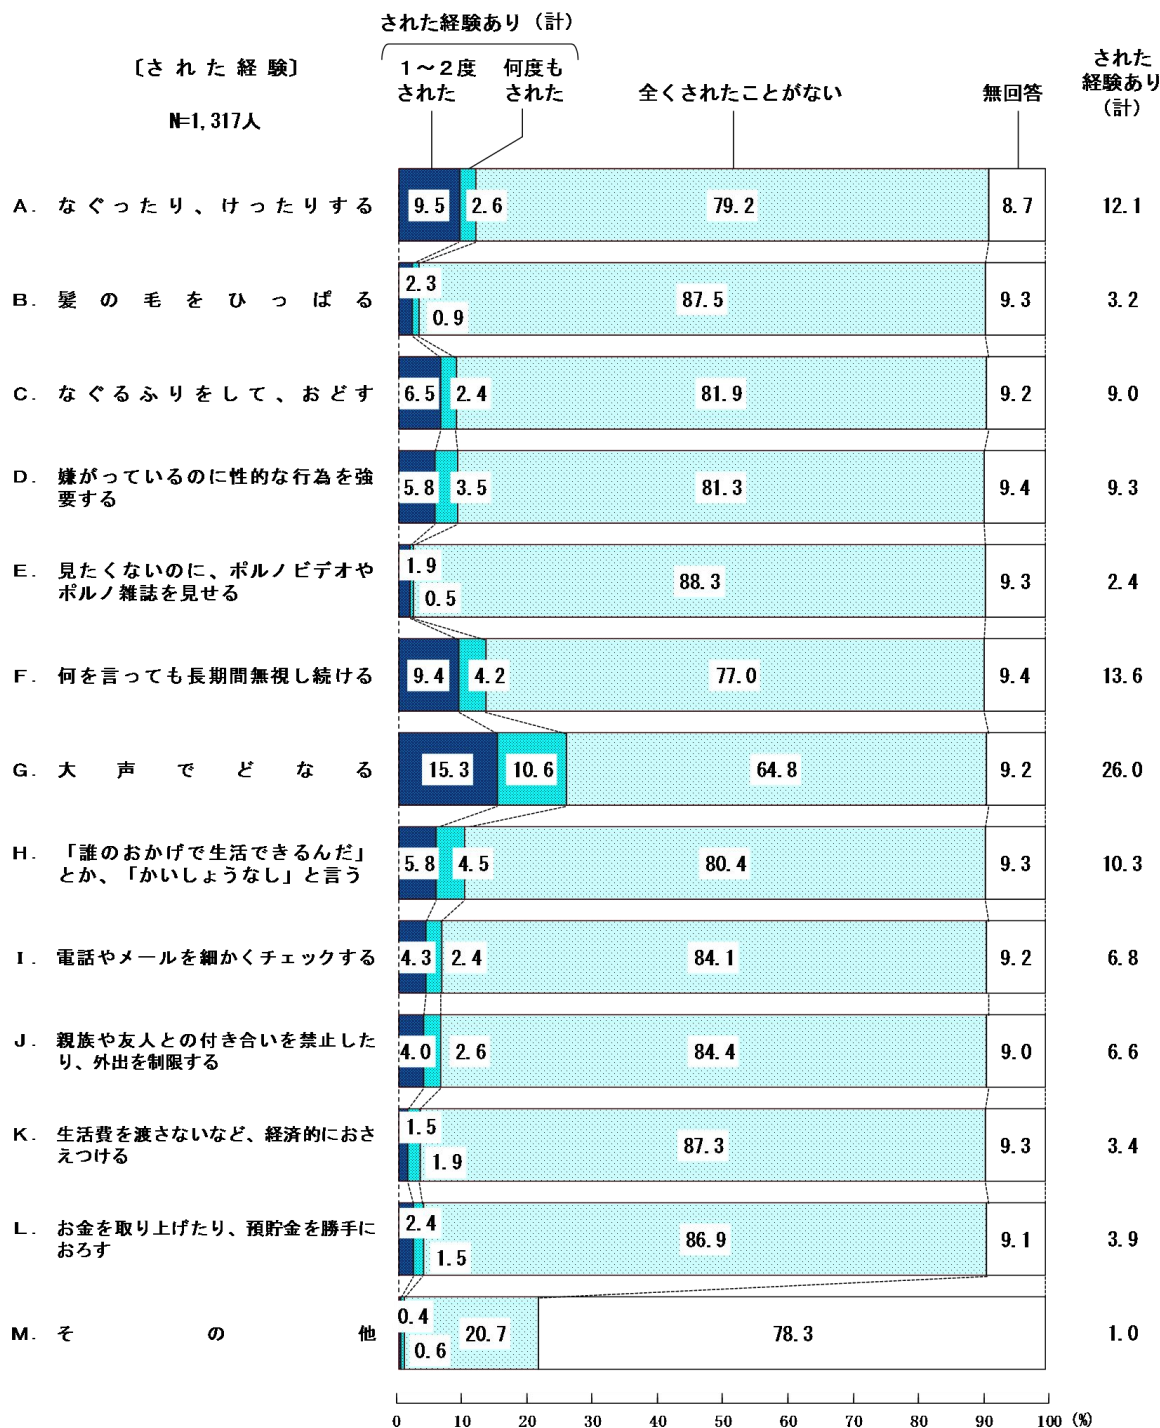 された経験あり（計）
〔された経験〕
N=1,317人
1～2度
された
何度も
された
全くされたことがない
無回答
された
経験あり
（計）
A. なぐったり、けったりする 9.5 2.6 79.2 8.7 12.1
B. 髪の毛をひっぱる 2.3 0.9 87.5 9.3 3.2
C. なぐるふりをして、おどす 6.5 2.4 81.9 9.2 9.0
D. 嫌がっているのに性的な行為を強
要する 5.8 3.5 81.3 9.4 9.3
E. 見たくないのに、ポルノビデオや
ポルノ雑誌を見せる 1.9 0.5 88.3 9.3 2.4
F. 何を言っても長期間無視し続ける 9.4 4.2 77.0 9.4 13.6
G. 大声でどなる 15.3 10.6 64.8 9.2 26.0
H. 「誰のおかげで生活できるんだ」
とか、「かいしょうなし」と言う 5.8 4.5 80.4 9.3 10.3
I. 電話やメールを細かくチェックする 4.3 2.4 84.1 9.2 6.8
J. 親族や友人との付き合いを禁止した
り、外出を制限する 4.0 2.6 84.4 9.0 6.6
K. 生活費を渡さないなど、経済的におさ
えつける 1.5 1.9 87.3 9.3 3.4
L. お金を取り上げたり、預貯金を勝手に
おろす 2.4 1.5 86.9 9.1 3.9
M. その他 0.4 0.6 20.7 78.3 1.0
0 10 20 30 40 50 60 70 80 90 100 (%)